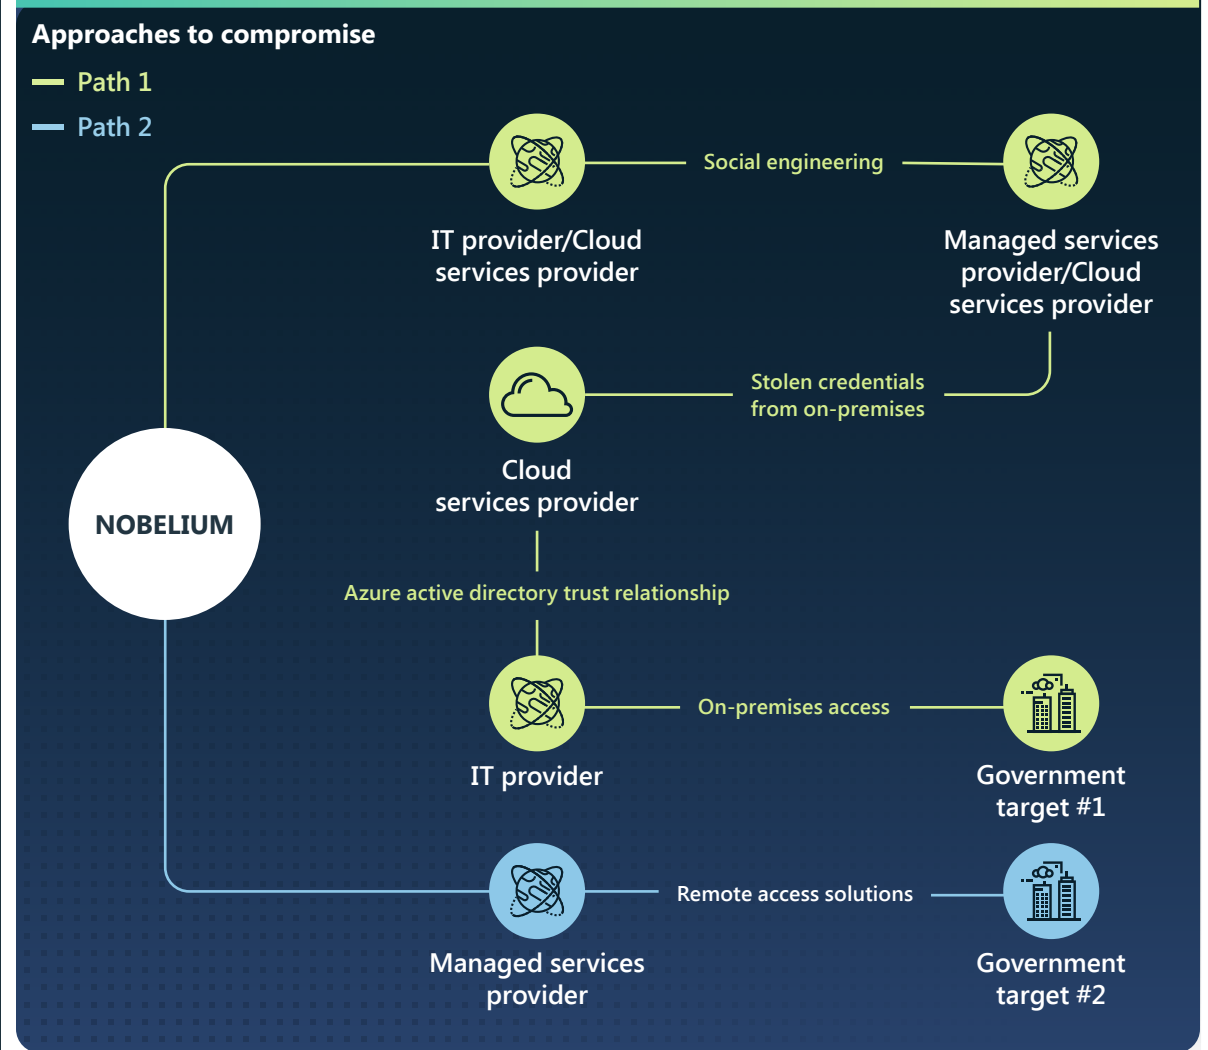 Approaches to compromise
Path 1
Path 2
Social engineering
IT provider/Cloud
services provider
Managed services
provider/Cloud
services provider
Stolen credentials
from on-premises
Cloud
services provider
NOBELIUM
Azure active directory trust relationship
On-premises access
IT provider
Government
target #1
Remote access solutions
Managed services
provider
Government
target #2